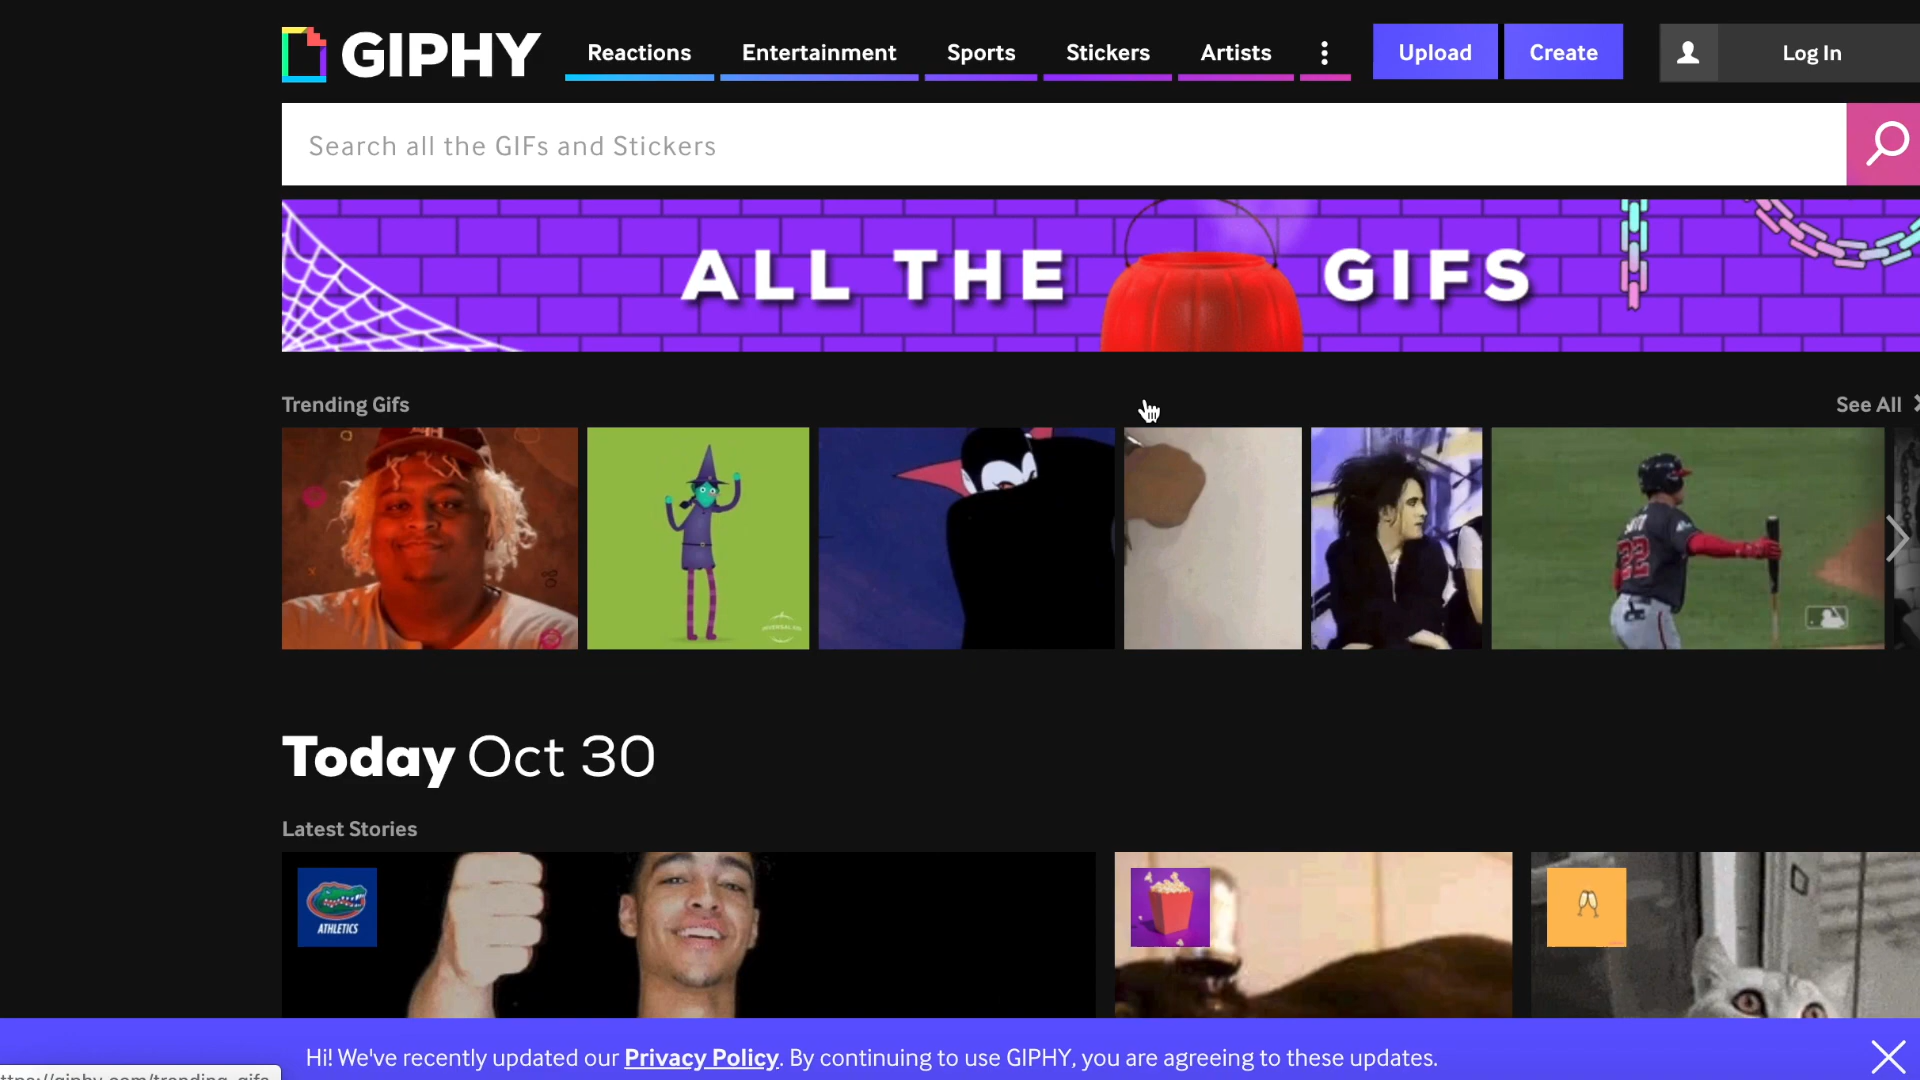 GIPHY
Reactions
Entertainment
Sports
Stickers
Artists
Upload
Create
Log In
Search all the GIFs and Stickers
ALL THE GIFS
Trending Gifs
See All
22
Today Oct 30
Latest Stories
ATHLETICS
Hi! We've recently updated our Privacy Policy. By continuing to use GIPHY, you are agreeing to these updates.